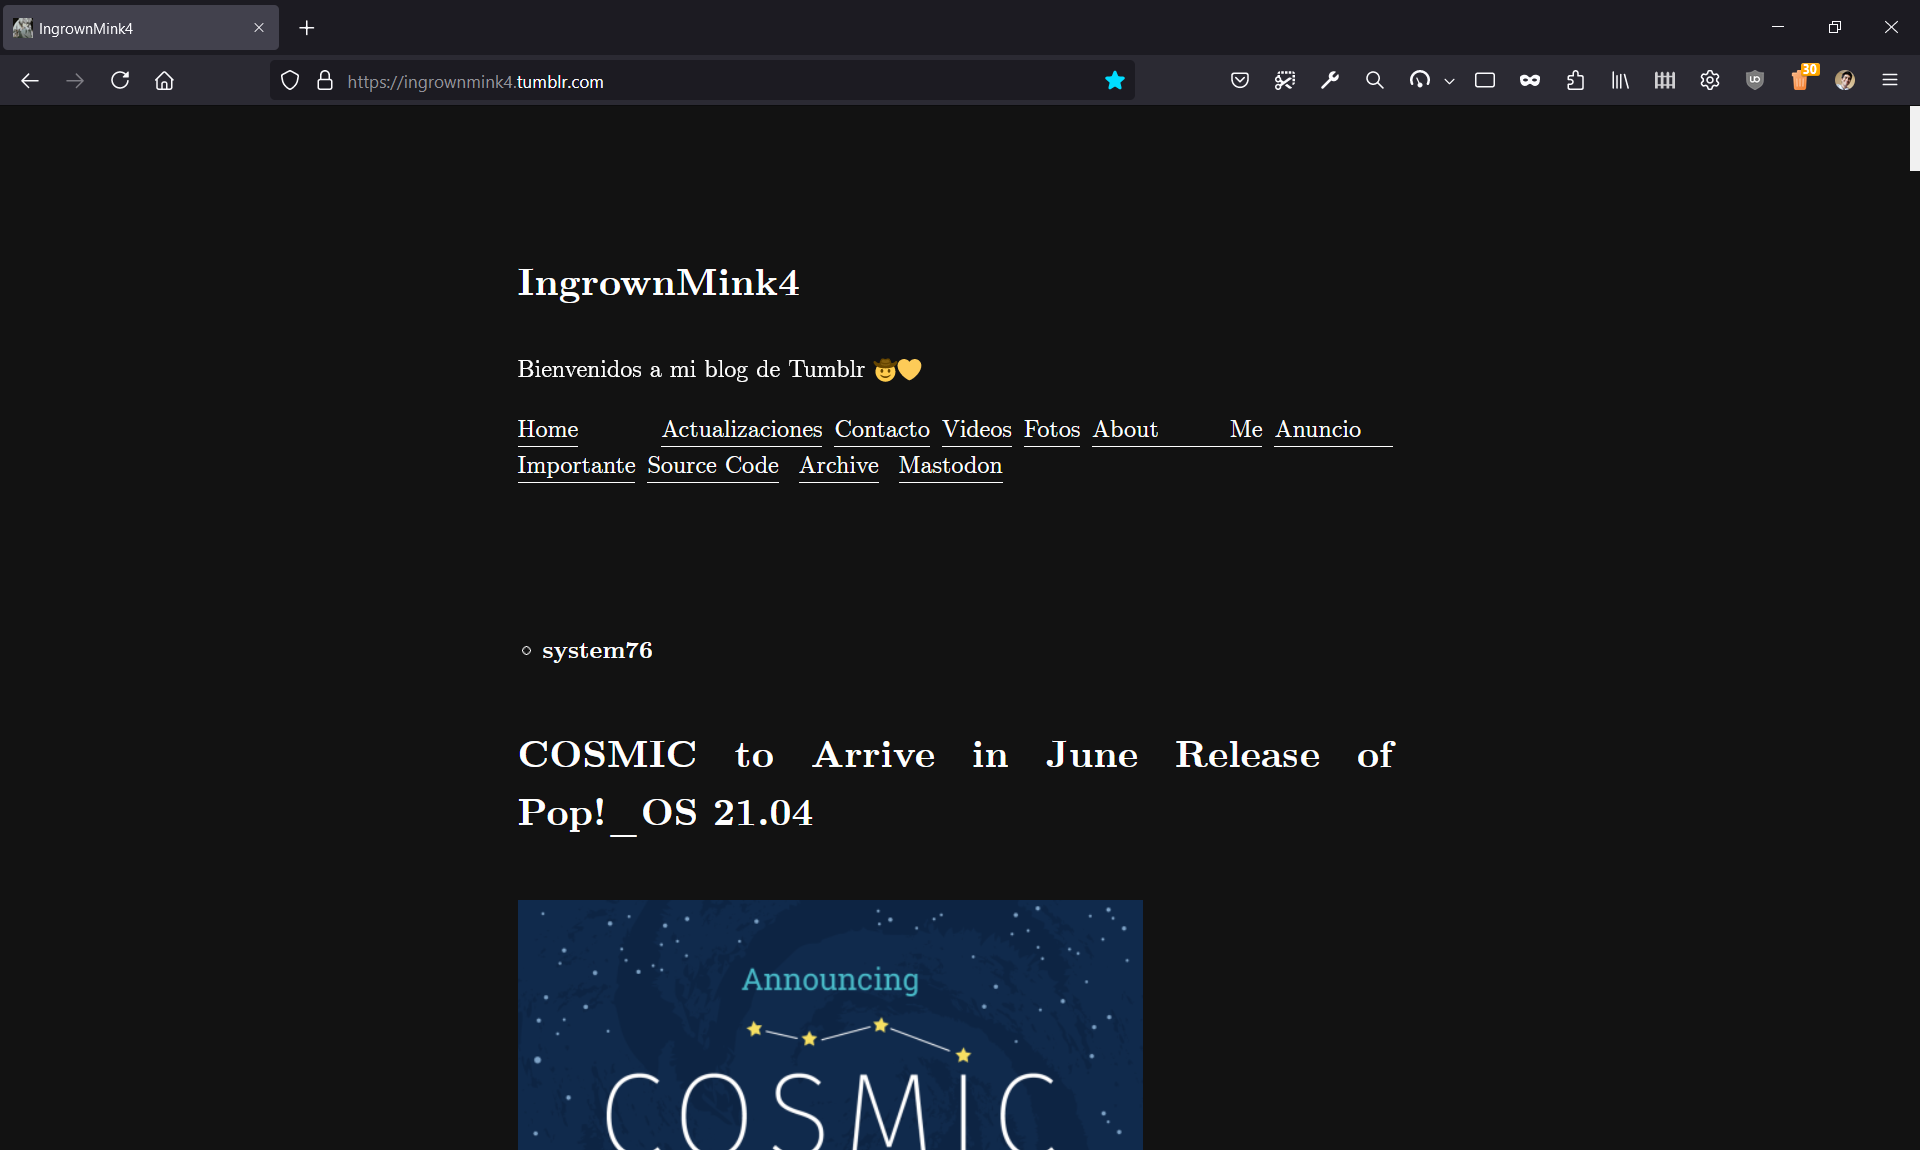 IngrownMink4
https://ingrownmink4.tumblr.com
30
IngrownMink4
Bienvenidos a mi blog de Tumblr 🤠💛
Home Actualizaciones Contacto Videos Fotos About Me Anuncio
Importante Source Code Archive Mastodon
system76
COSMIC to Arrive in June Release of
Pop!_OS 21.04
Announcing
COSMIC